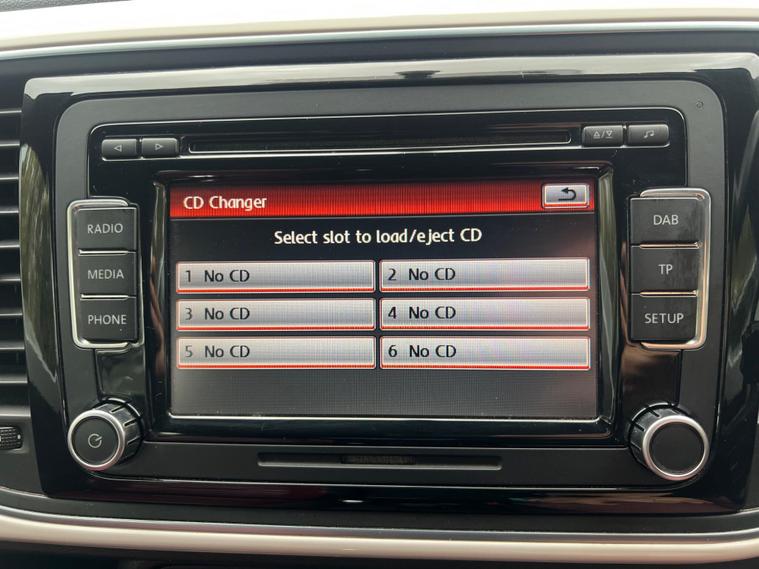 CD Changer
Select slot to load/eject CD
1 No CD
2 No CD
3 No CD
4 No CD
5 No CD
6 No CD
RADIO
MEDIA
PHONE
DAB
TP
SETUP